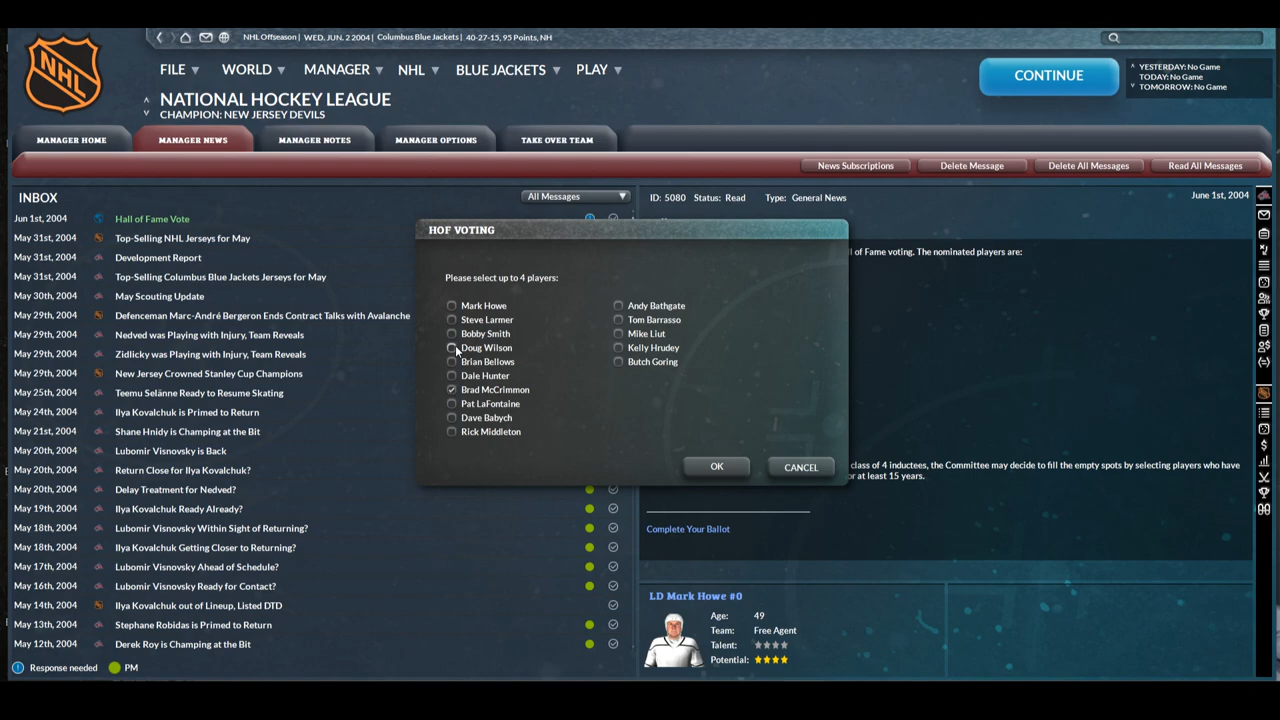 NHL
NHL Offseason | WED. JUN. 2 2004 | Columbus Blue Jackets | 40-27-15, 95 Points, NH
FILE WORLD MANAGER NHL BLUE JACKETS PLAY
CONTINUE
YESTERDAY: No Game
TODAY: No Game
TOMORROW: No Game
NATIONAL HOCKEY LEAGUE
CHAMPION: NEW JERSEY DEVILS
MANAGER HOME MANAGER NEWS MANAGER NOTES MANAGER OPTIONS TAKE OVER TEAM
News Subscriptions Delete Message Delete All Messages Read All Messages
INBOX All Messages
ID: 5080 Status: Read Type: General News June 1st, 2004
Jun 1st, 2004 Hall of Fame Vote
May 31st, 2004 Top-Selling NHL Jerseys for May
May 31st, 2004 Development Report
May 31st, 2004 Top-Selling Columbus Blue Jackets Jerseys for May
May 30th, 2004 May Scouting Update
May 29th, 2004 Defenceman Marc-André Bergeron Ends Contract Talks with Avalanche
May 29th, 2004 Nedved was Playing with Injury, Team Reveals
May 29th, 2004 Zidlicky was Playing with Injury, Team Reveals
May 29th, 2004 New Jersey Crowned Stanley Cup Champions
May 25th, 2004 Teemu Selänne Ready to Resume Skating
May 24th, 2004 Ilya Kovalchuk is Primed to Return
May 21st, 2004 Shane Hnidy is Champing at the Bit
May 20th, 2004 Lubomir Visnovsky is Back
May 20th, 2004 Return Close for Ilya Kovalchuk?
May 20th, 2004 Delay Treatment for Nedved?
May 19th, 2004 Ilya Kovalchuk Ready Already?
May 18th, 2004 Lubomir Visnovsky Within Sight of Returning?
May 18th, 2004 Ilya Kovalchuk Getting Closer to Returning?
May 17th, 2004 Lubomir Visnovsky Ahead of Schedule?
May 16th, 2004 Lubomir Visnovsky Ready for Contact?
May 14th, 2004 Ilya Kovalchuk out of Lineup, Listed DTD
May 13th, 2004 Stephane Robidas is Primed to Return
May 12th, 2004 Derek Roy is Champing at the Bit
Response needed PM
HOF VOTING
Please select up to 4 players:
Mark Howe
Steve Larmer
Bobby Smith
Doug Wilson
Brian Bellows
Dale Hunter
Brad McCrimmon
Pat LaFontaine
Dave Babych
Rick Middleton
Andy Bathgate
Tom Barrasso
Mike Liut
Kelly Hrudey
Butch Goring
OK CANCEL
l of Fame voting. The nominated players are:
class of 4 inductees, the Committee may decide to fill the empty spots by selecting players who have
or at least 15 years.
Complete Your Ballot
LD Mark Howe #0
Age: 49
Team: Free Agent
Talent:
Potential: